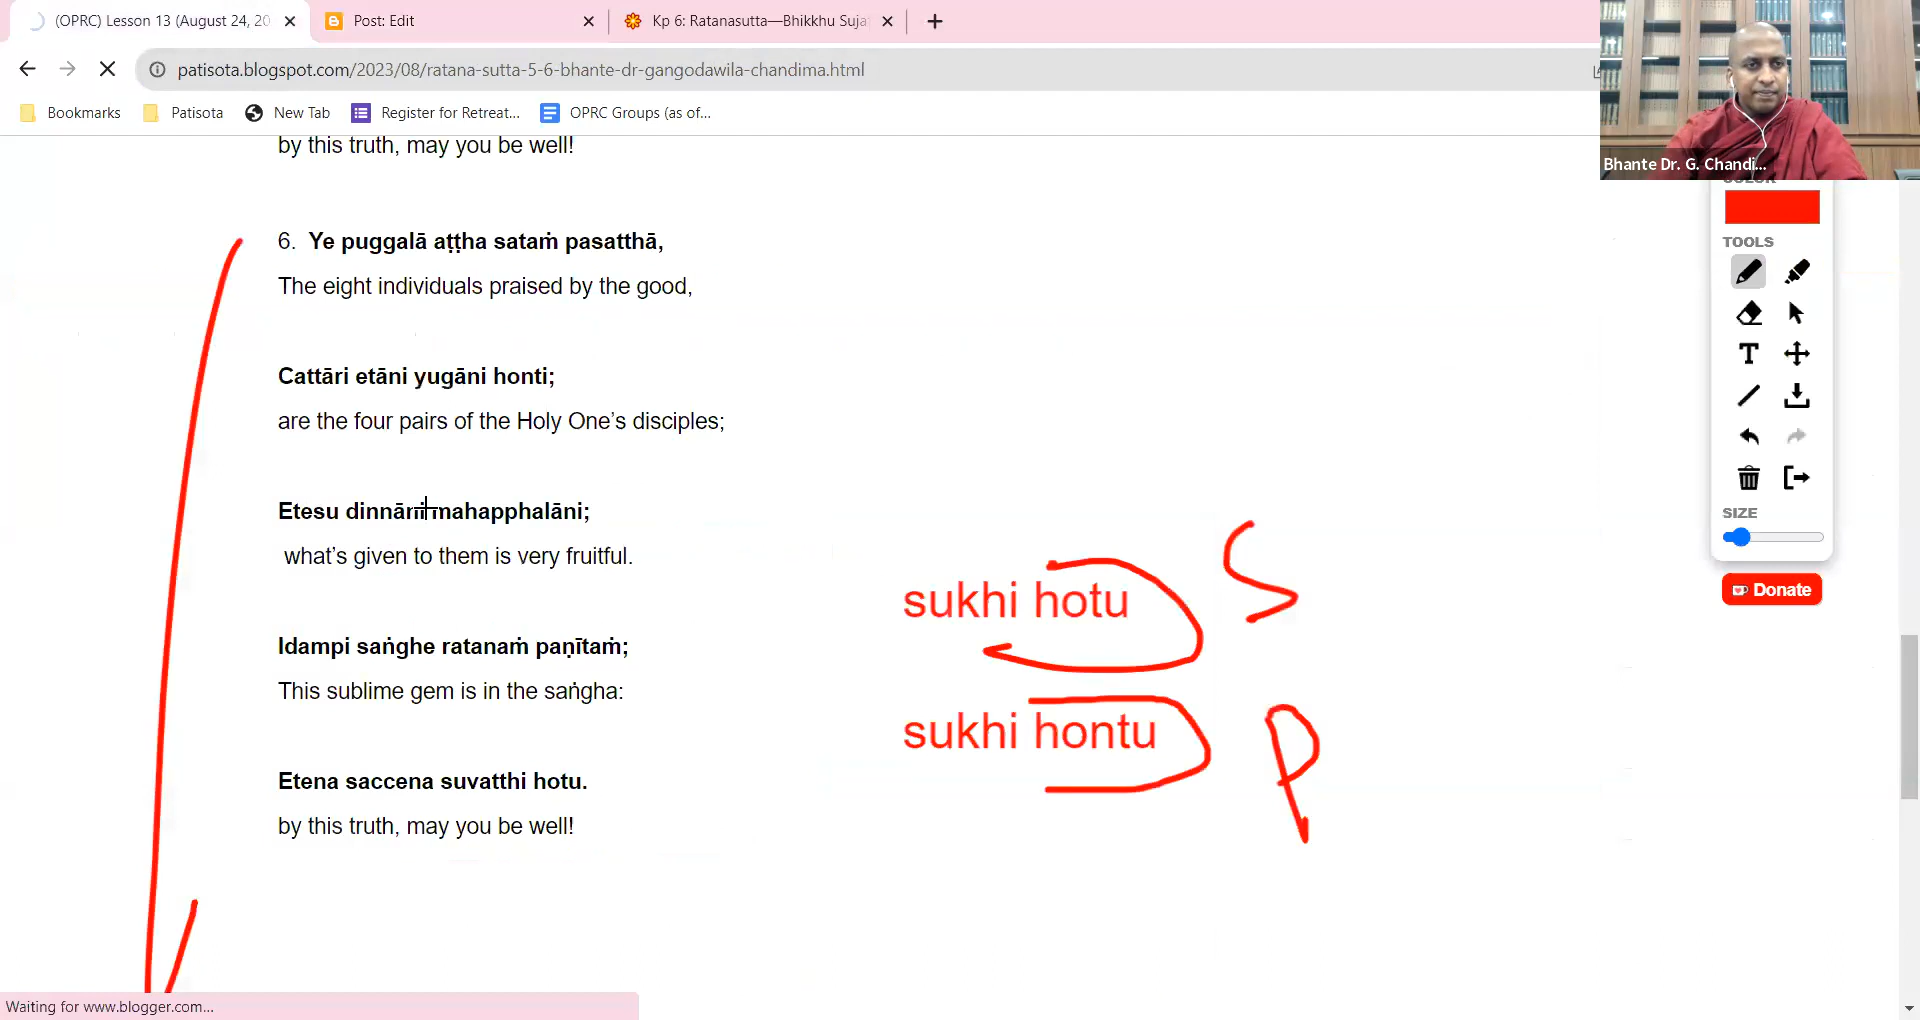 (OPRC) Lesson 13 (August 24, 20
Post: Edit
Kp 6: Ratanasutta—Bhikkhu Suja
patisota.blogspot.com/2023/08/ratana-sutta-5-6-bhante-dr-gangodawila-chandima.html
Bookmarks
Patisota
New Tab
Register for Retreat...
OPRC Groups (as of...
Bhante Dr. G. Chandi...
by this truth, may you be well!
6. Ye puggalā aṭṭha sataṁ pasatthā,
The eight individuals praised by the good,
Cattāri etāni yugāni honti;
are the four pairs of the Holy One's disciples;
Etesu dinnāni mahapphalāni;
what's given to them is very fruitful.
Idampi saṅghe ratanaṁ paṇītaṁ;
This sublime gem is in the saṅgha:
Etena saccena suvatthi hotu.
by this truth, may you be well!
sukhi hotu
S
sukhi hontu
P
COLOR
TOOLS
T
SIZE
Donate
Waiting for www.blogger.com...